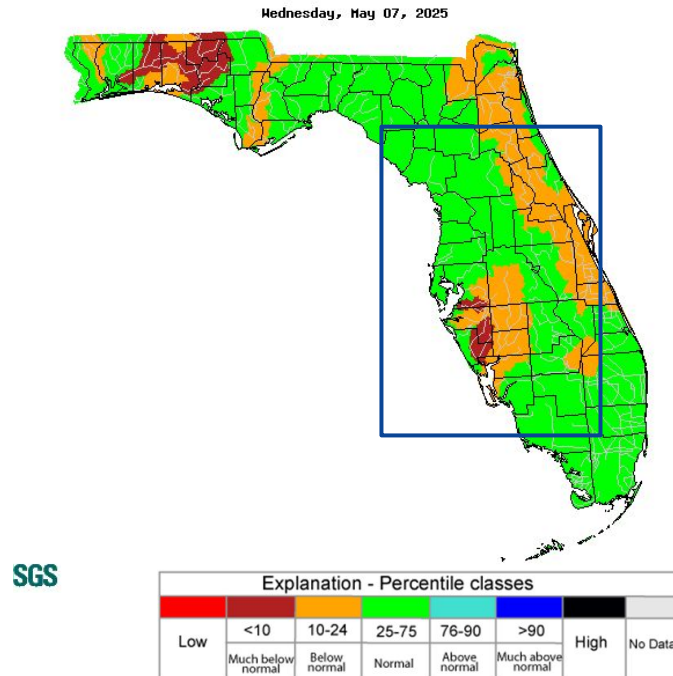 Wednesday, May 07, 2025
SGS
Explanation - Percentile classes
Low
<10
10-24
25-75
76-90
>90
High
No Data
Much below normal
Below normal
Normal
Above normal
Much above normal